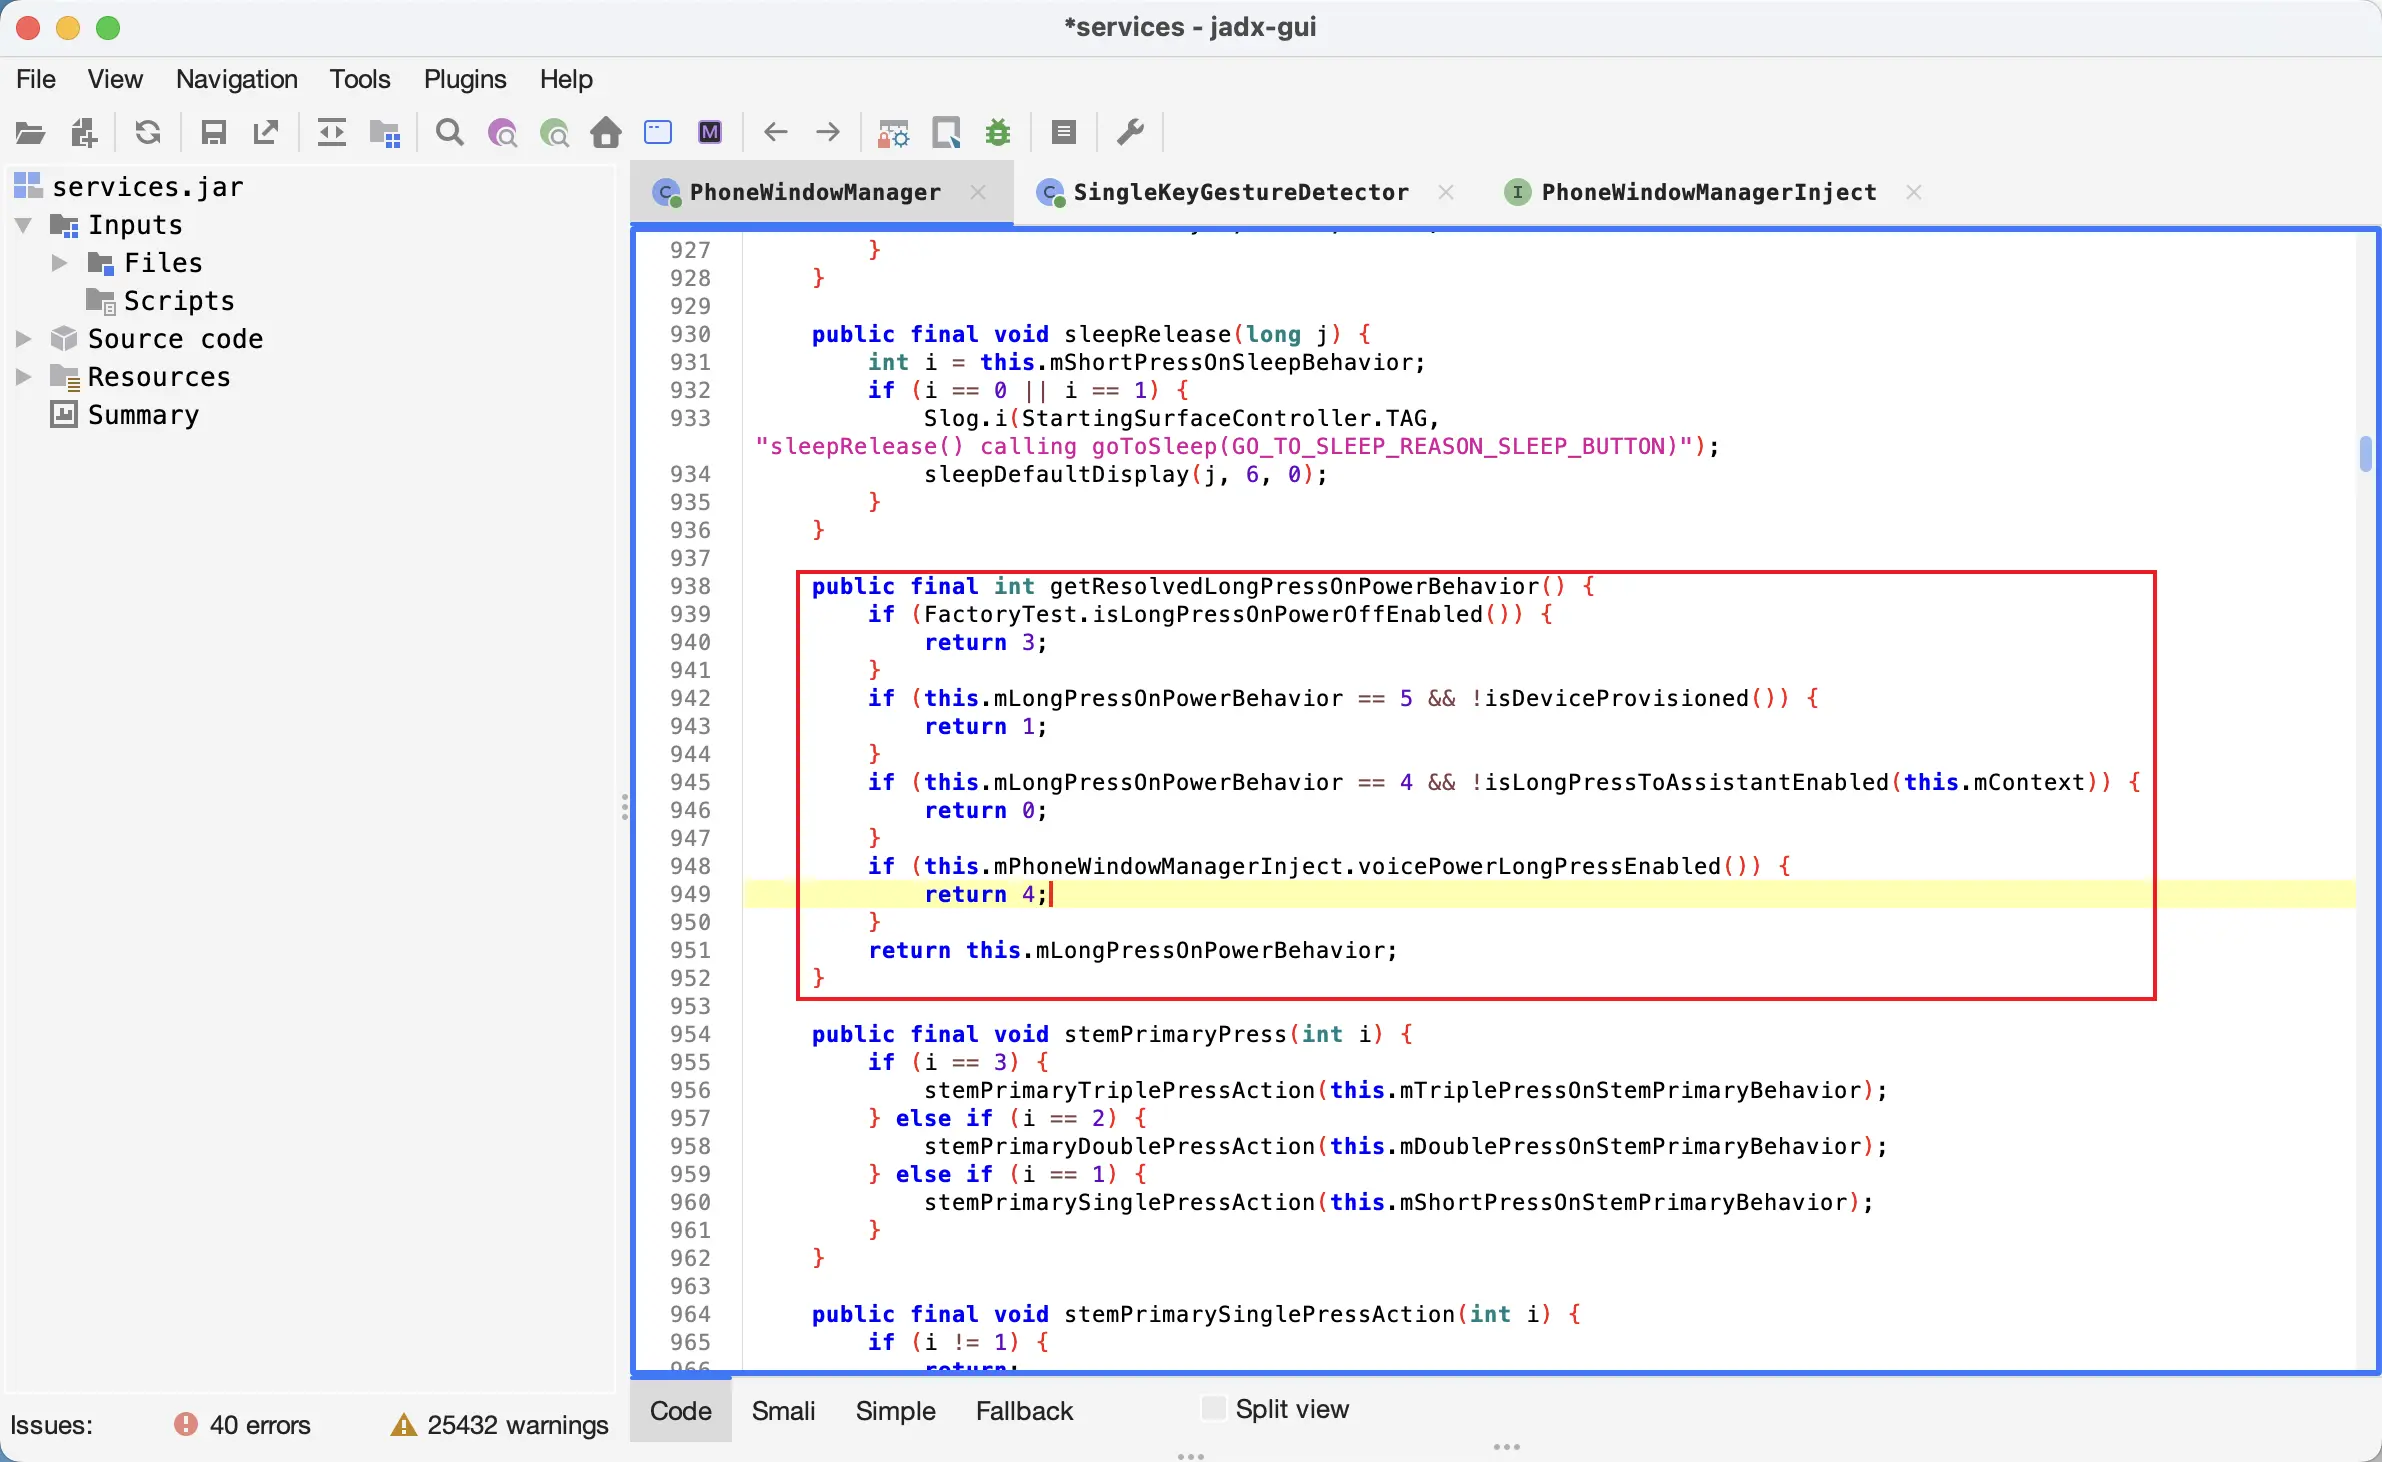 *services - jadx-gui
File View Navigation Tools Plugins Help
services.jar
Inputs
Files
Scripts
Source code
Resources
Summary
PhoneWindowManager
SingleKeyGestureDetector
PhoneWindowManagerInject
927 }
928 }
929
930 public final void sleepRelease(long j) {
931 int i = this.mShortPressOnSleepBehavior;
932 if (i == 0 || i == 1) {
933 Slog.i(StartingSurfaceController.TAG,
"sleepRelease() calling goToSleep(GO_TO_SLEEP_REASON_SLEEP_BUTTON)");
934 sleepDefaultDisplay(j, 6, 0);
935 }
936 }
937
938 public final int getResolvedLongPressOnPowerBehavior() {
939 if (FactoryTest.isLongPressOnPowerOffEnabled()) {
940 return 3;
941 }
942 if (this.mLongPressOnPowerBehavior == 5 && !isDeviceProvisioned()) {
943 return 1;
944 }
945 if (this.mLongPressOnPowerBehavior == 4 && !isLongPressToAssistantEnabled(this.mContext)) {
946 return 0;
947 }
948 if (this.mPhoneWindowManagerInject.voicePowerLongPressEnabled()) {
949 return 4;
950 }
951 return this.mLongPressOnPowerBehavior;
952 }
953
954 public final void stemPrimaryPress(int i) {
955 if (i == 3) {
956 stemPrimaryTriplePressAction(this.mTriplePressOnStemPrimaryBehavior);
957 } else if (i == 2) {
958 stemPrimaryDoublePressAction(this.mDoublePressOnStemPrimaryBehavior);
959 } else if (i == 1) {
960 stemPrimarySinglePressAction(this.mShortPressOnStemPrimaryBehavior);
961 }
962 }
963
964 public final void stemPrimarySinglePressAction(int i) {
965 if (i != 1) {
966 return;
Issues: 40 errors 25432 warnings
Code Smali Simple Fallback Split view